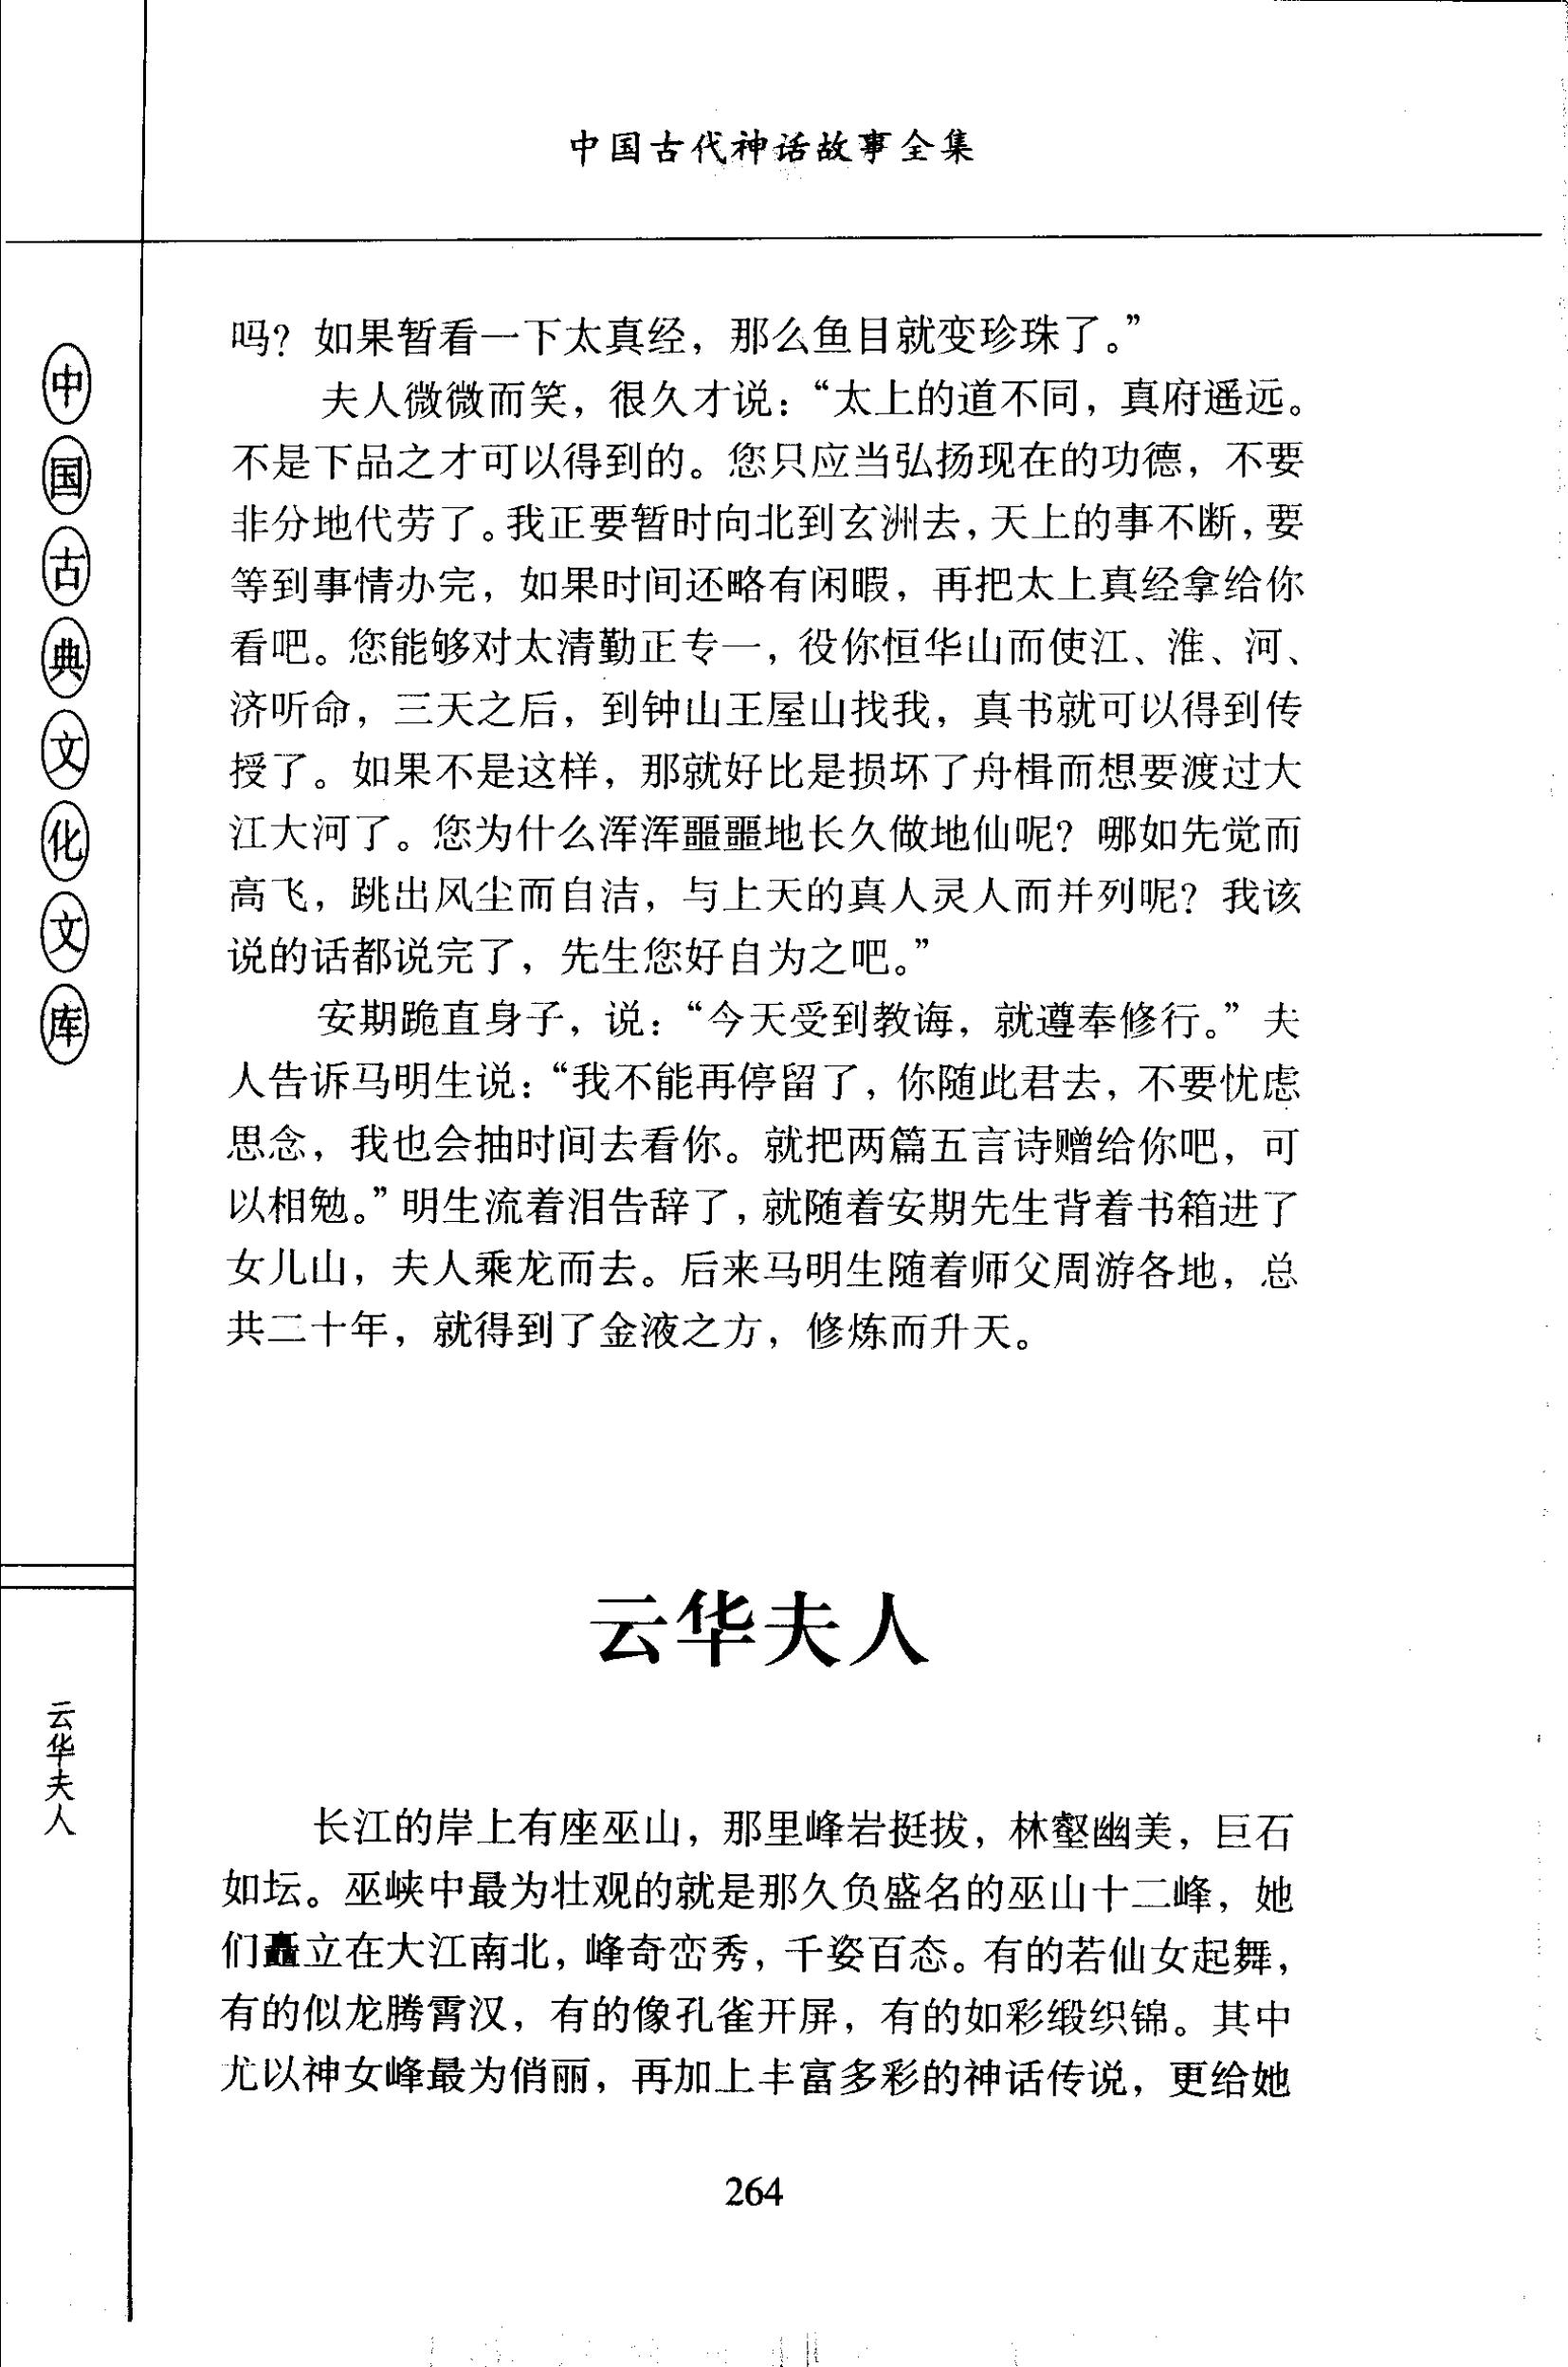 中国古代神话故事全集
中国古典文化文库
云华夫人
吗？如果暂看一下太真经，那么鱼目就变珍珠了。”
夫人微微而笑，很久才说：“太上的道不同，真府遥远。
不是下品之才可以得到的。您只应当弘扬现在的功德，不要
非分地代劳了。我正要暂时向北到玄洲去，天上的事不断，要
等到事情办完，如果时间还略有闲暇，再把太上真经拿给你
看吧。您能够对太清勤正专一，役你恒华山而使江、淮、河、
济听命，三天之后，到钟山王屋山找我，真书就可以得到传
授了。如果不是这样，那就好比是损坏了舟楫而想要渡过大
江大河了。您为什么浑浑噩噩地长久做地仙呢？哪如先觉而
高飞，跳出风尘而自洁，与上天的真人灵人而并列呢？我该
说的话都说完了，先生您好自为之吧。”
安期跪直身子，说：“今天受到教诲，就遵奉修行。”夫
人告诉马明生说：“我不能再停留了，你随此君去，不要忧虑
思念，我也会抽时间去看你。就把两篇五言诗赠给你吧，可
以相勉。”明生流着泪告辞了，就随着安期先生背着书箱进了
女儿山，夫人乘龙而去。后来马明生随着师父周游各地，总
共二十年，就得到了金液之方，修炼而升天。
云华夫人
长江的岸上有座巫山，那里峰岩挺拔，林壑幽美，巨石
如坛。巫峡中最为壮观的就是那久负盛名的巫山十二峰，她
们矗立在大江南北，峰奇峦秀，千姿百态。有的若仙女起舞，
有的似龙腾霄汉，有的像孔雀开屏，有的如彩缎织锦。其中
尤以神女峰最为俏丽，再加上丰富多彩的神话传说，更给她
264